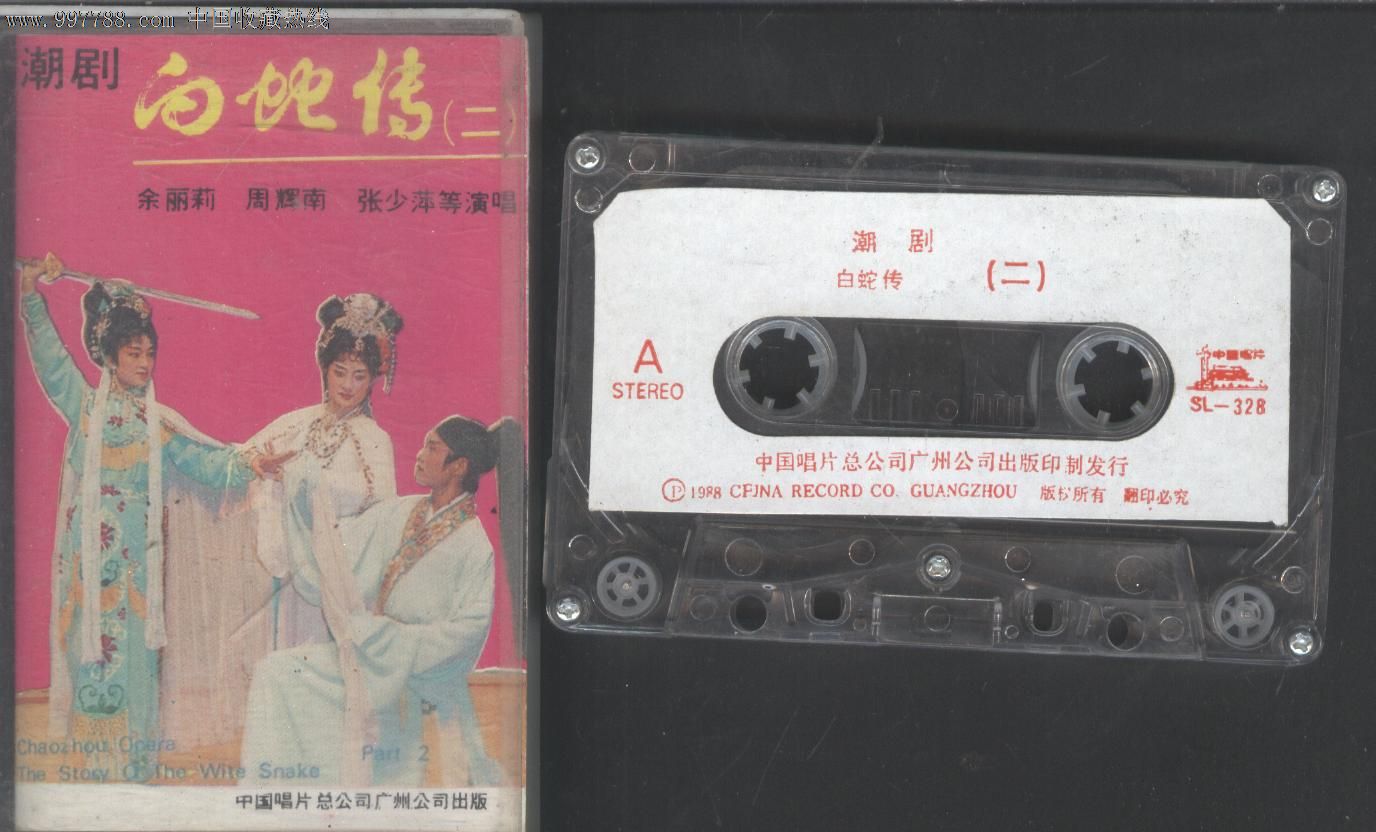 www.997788.com 中国收藏热线
潮剧
白蛇传(二)
余丽莉 周辉南 张少萍等演唱
Chaozhou Opera
Part 2
The Story O The Wite Snake
中国唱片总公司广州公司出版
潮 剧
白蛇传 (二)
A
STEREO
中国唱片
SL-328
中国唱片总公司广州公司出版印制发行
Ⓟ1988 CHINA RECORD CO. GUANGZHOU 版权所有 翻印必究